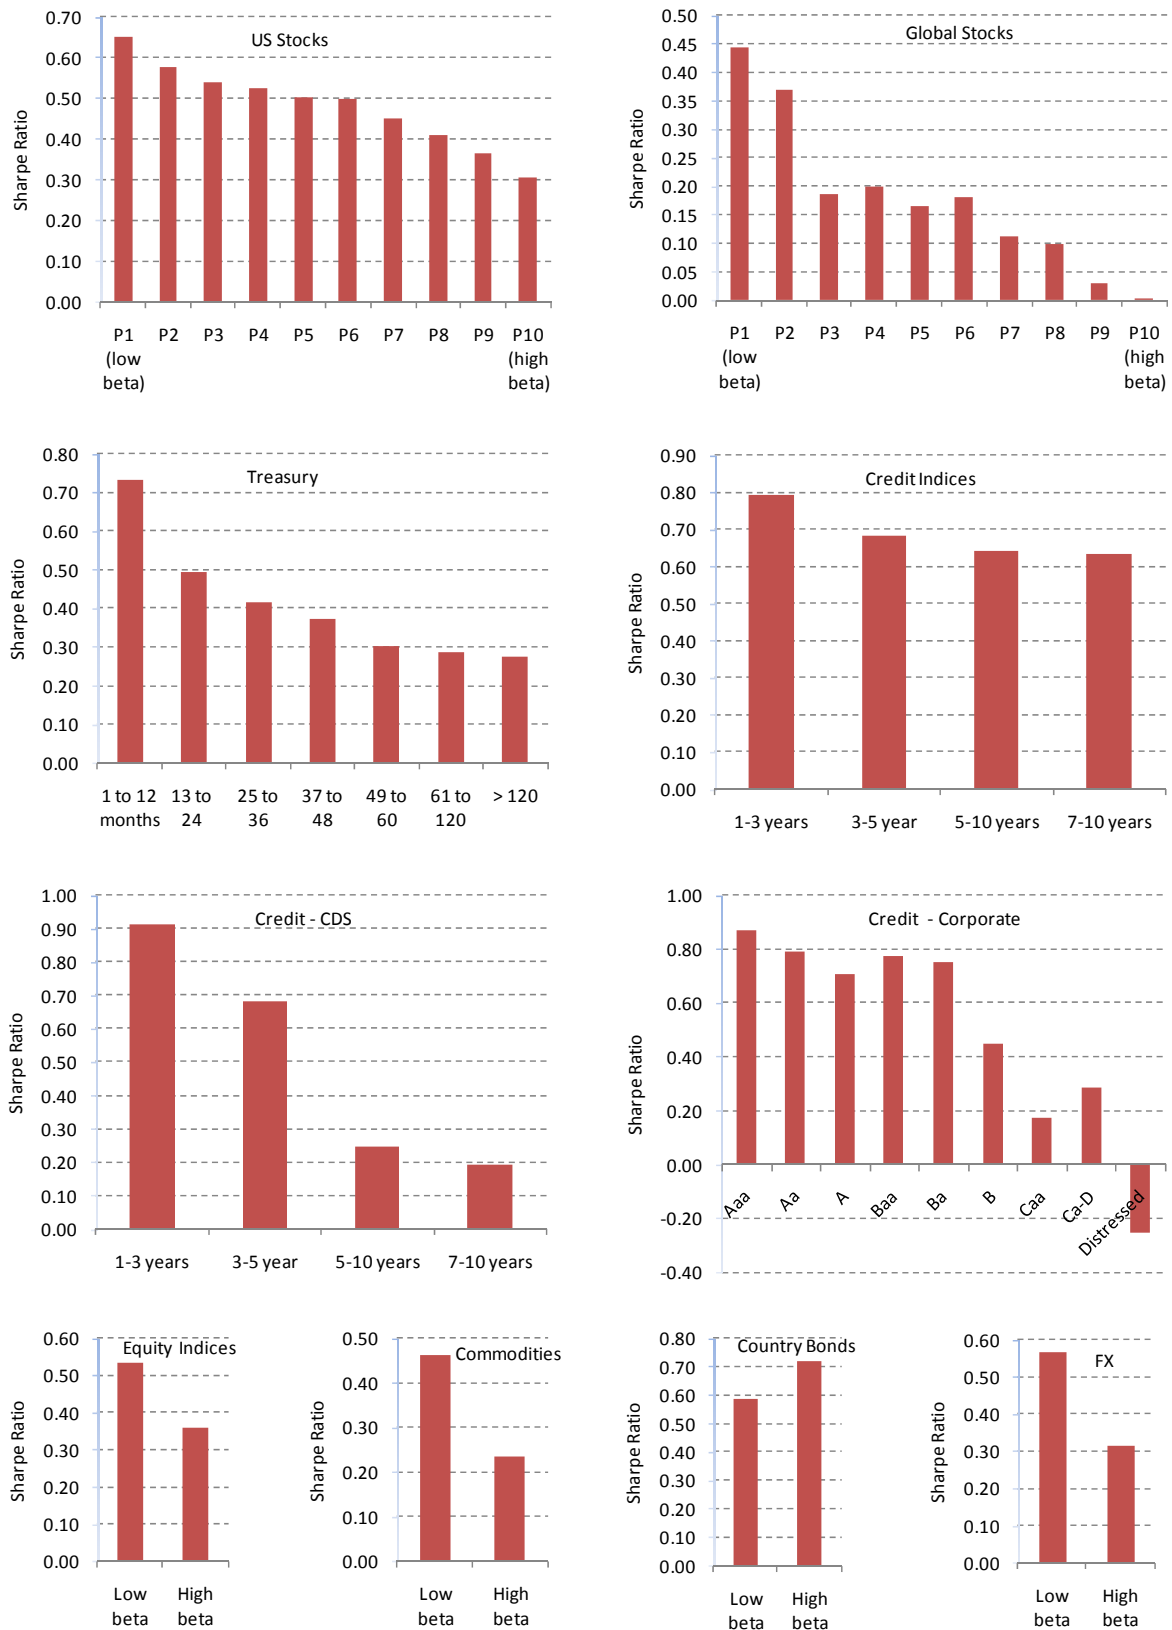 US Stocks
Sharpe Ratio
0.70
0.60
0.50
0.40
0.30
0.20
0.10
0.00
P1 P2 P3 P4 P5 P6 P7 P8 P9 P10
(low (high
beta) beta)
Global Stocks
Sharpe Ratio
0.50
0.45
0.40
0.35
0.30
0.25
0.20
0.15
0.10
0.05
0.00
P1 P2 P3 P4 P5 P6 P7 P8 P9 P10
(low (high
beta) beta)
Treasury
Sharpe Ratio
0.80
0.70
0.60
0.50
0.40
0.30
0.20
0.10
0.00
1 to 12 13 to 25 to 37 to 49 to 61 to > 120
months 24 36 48 60 120
Credit Indices
Sharpe Ratio
0.90
0.80
0.70
0.60
0.50
0.40
0.30
0.20
0.10
0.00
1-3 years 3-5 year 5-10 years 7-10 years
Credit - CDS
Sharpe Ratio
1.00
0.90
0.80
0.70
0.60
0.50
0.40
0.30
0.20
0.10
0.00
1-3 years 3-5 year 5-10 years 7-10 years
Credit - Corporate
Sharpe Ratio
1.00
0.80
0.60
0.40
0.20
0.00
-0.20
-0.40
Aaa Aa A Baa Ba B Caa Ca-D Distressed
Equity Indices
Sharpe Ratio
0.60
0.50
0.40
0.30
0.20
0.10
0.00
Low High
beta beta
Commodities
Sharpe Ratio
0.50
0.40
0.30
0.20
0.10
0.00
Low High
beta beta
Country Bonds
Sharpe Ratio
0.80
0.70
0.60
0.50
0.40
0.30
0.20
0.10
0.00
Low High
beta beta
FX
Sharpe Ratio
0.60
0.50
0.40
0.30
0.20
0.10
0.00
Low High
beta beta